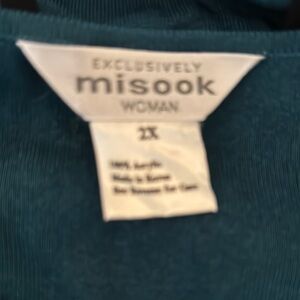 EXCLUSIVELY
misook
WOMAN
2X
100% Acrylic
Made in Korea
See Reverse for Care